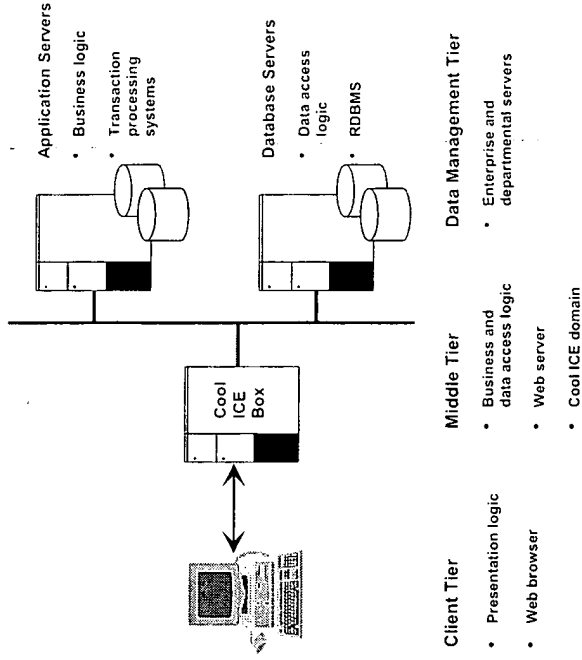 Application Servers
• Business logic
• Transaction
processing
systems
Cool
ICE
Box
Database Servers
• Data access
logic
• RDBMS
Client Tier
• Presentation logic
• Web browser
Middle Tier
• Business and
data access logic
• Web server
• Cool ICE domain
Data Management Tier
• Enterprise and
departmental servers